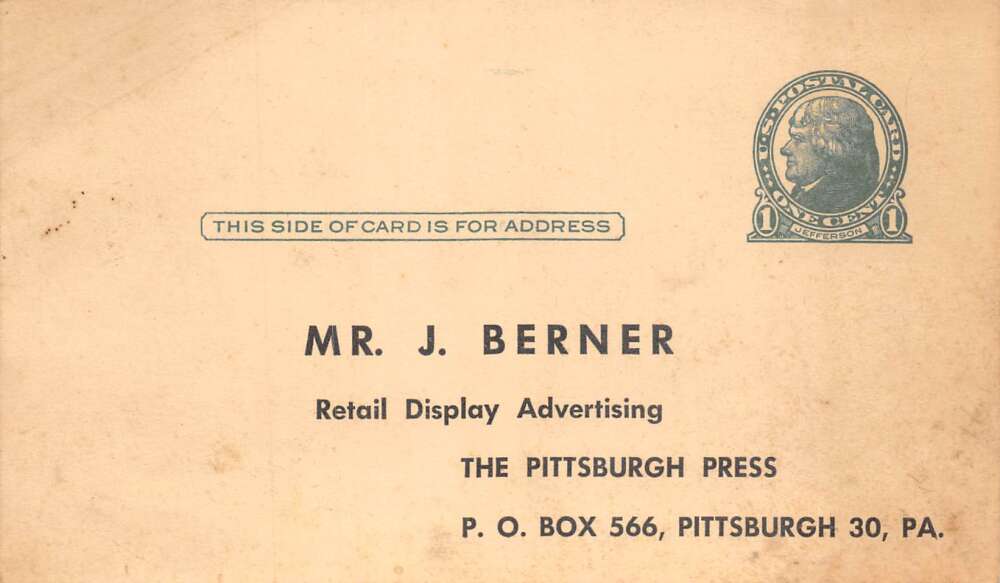 U.S. POSTAL CARD
ONE CENT
1 1
JEFFERSON
THIS SIDE OF CARD IS FOR ADDRESS
MR. J. BERNER
Retail Display Advertising
THE PITTSBURGH PRESS
P. O. BOX 566, PITTSBURGH 30, PA.